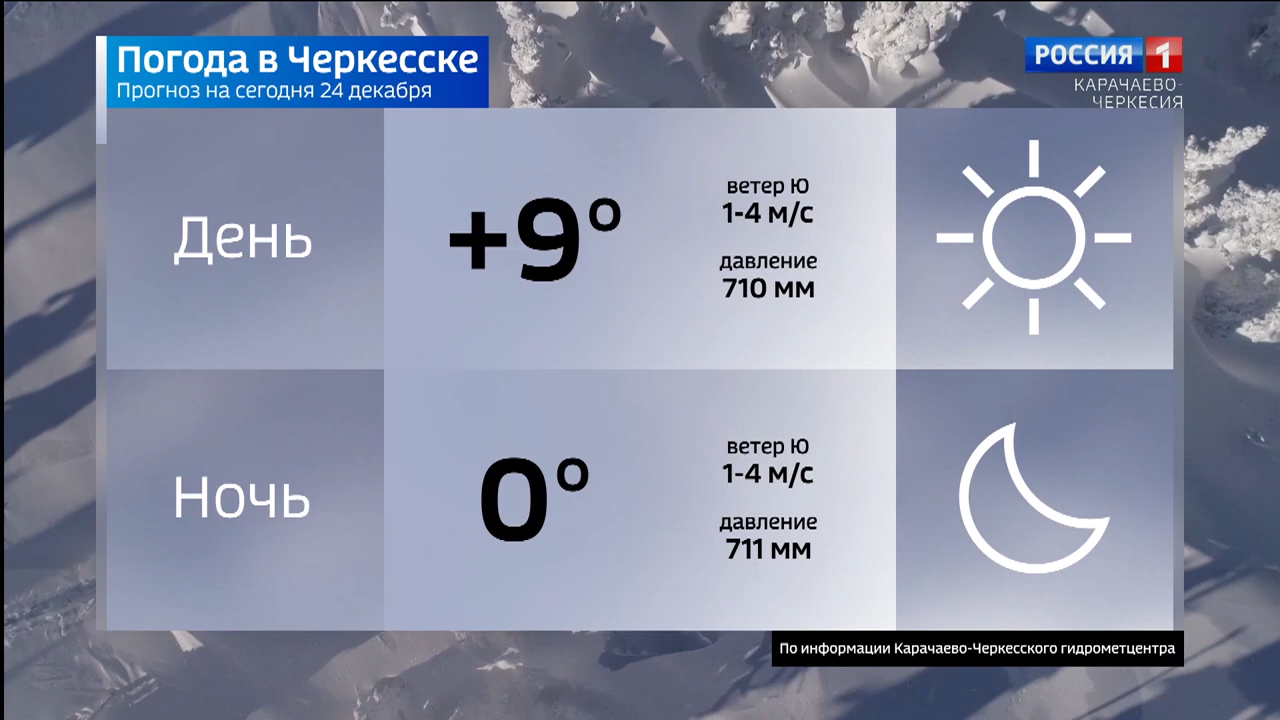 Погода в Черкесске
Прогноз на сегодня 24 декабря
РОССИЯ 1
КАРАЧАЕВО-
ЧЕРКЕСИЯ
День
+9°
ветер Ю
1-4 м/с
давление
710 мм
Ночь
0°
ветер Ю
1-4 м/с
давление
711 мм
По информации Карачаево-Черкесского гидрометцентра